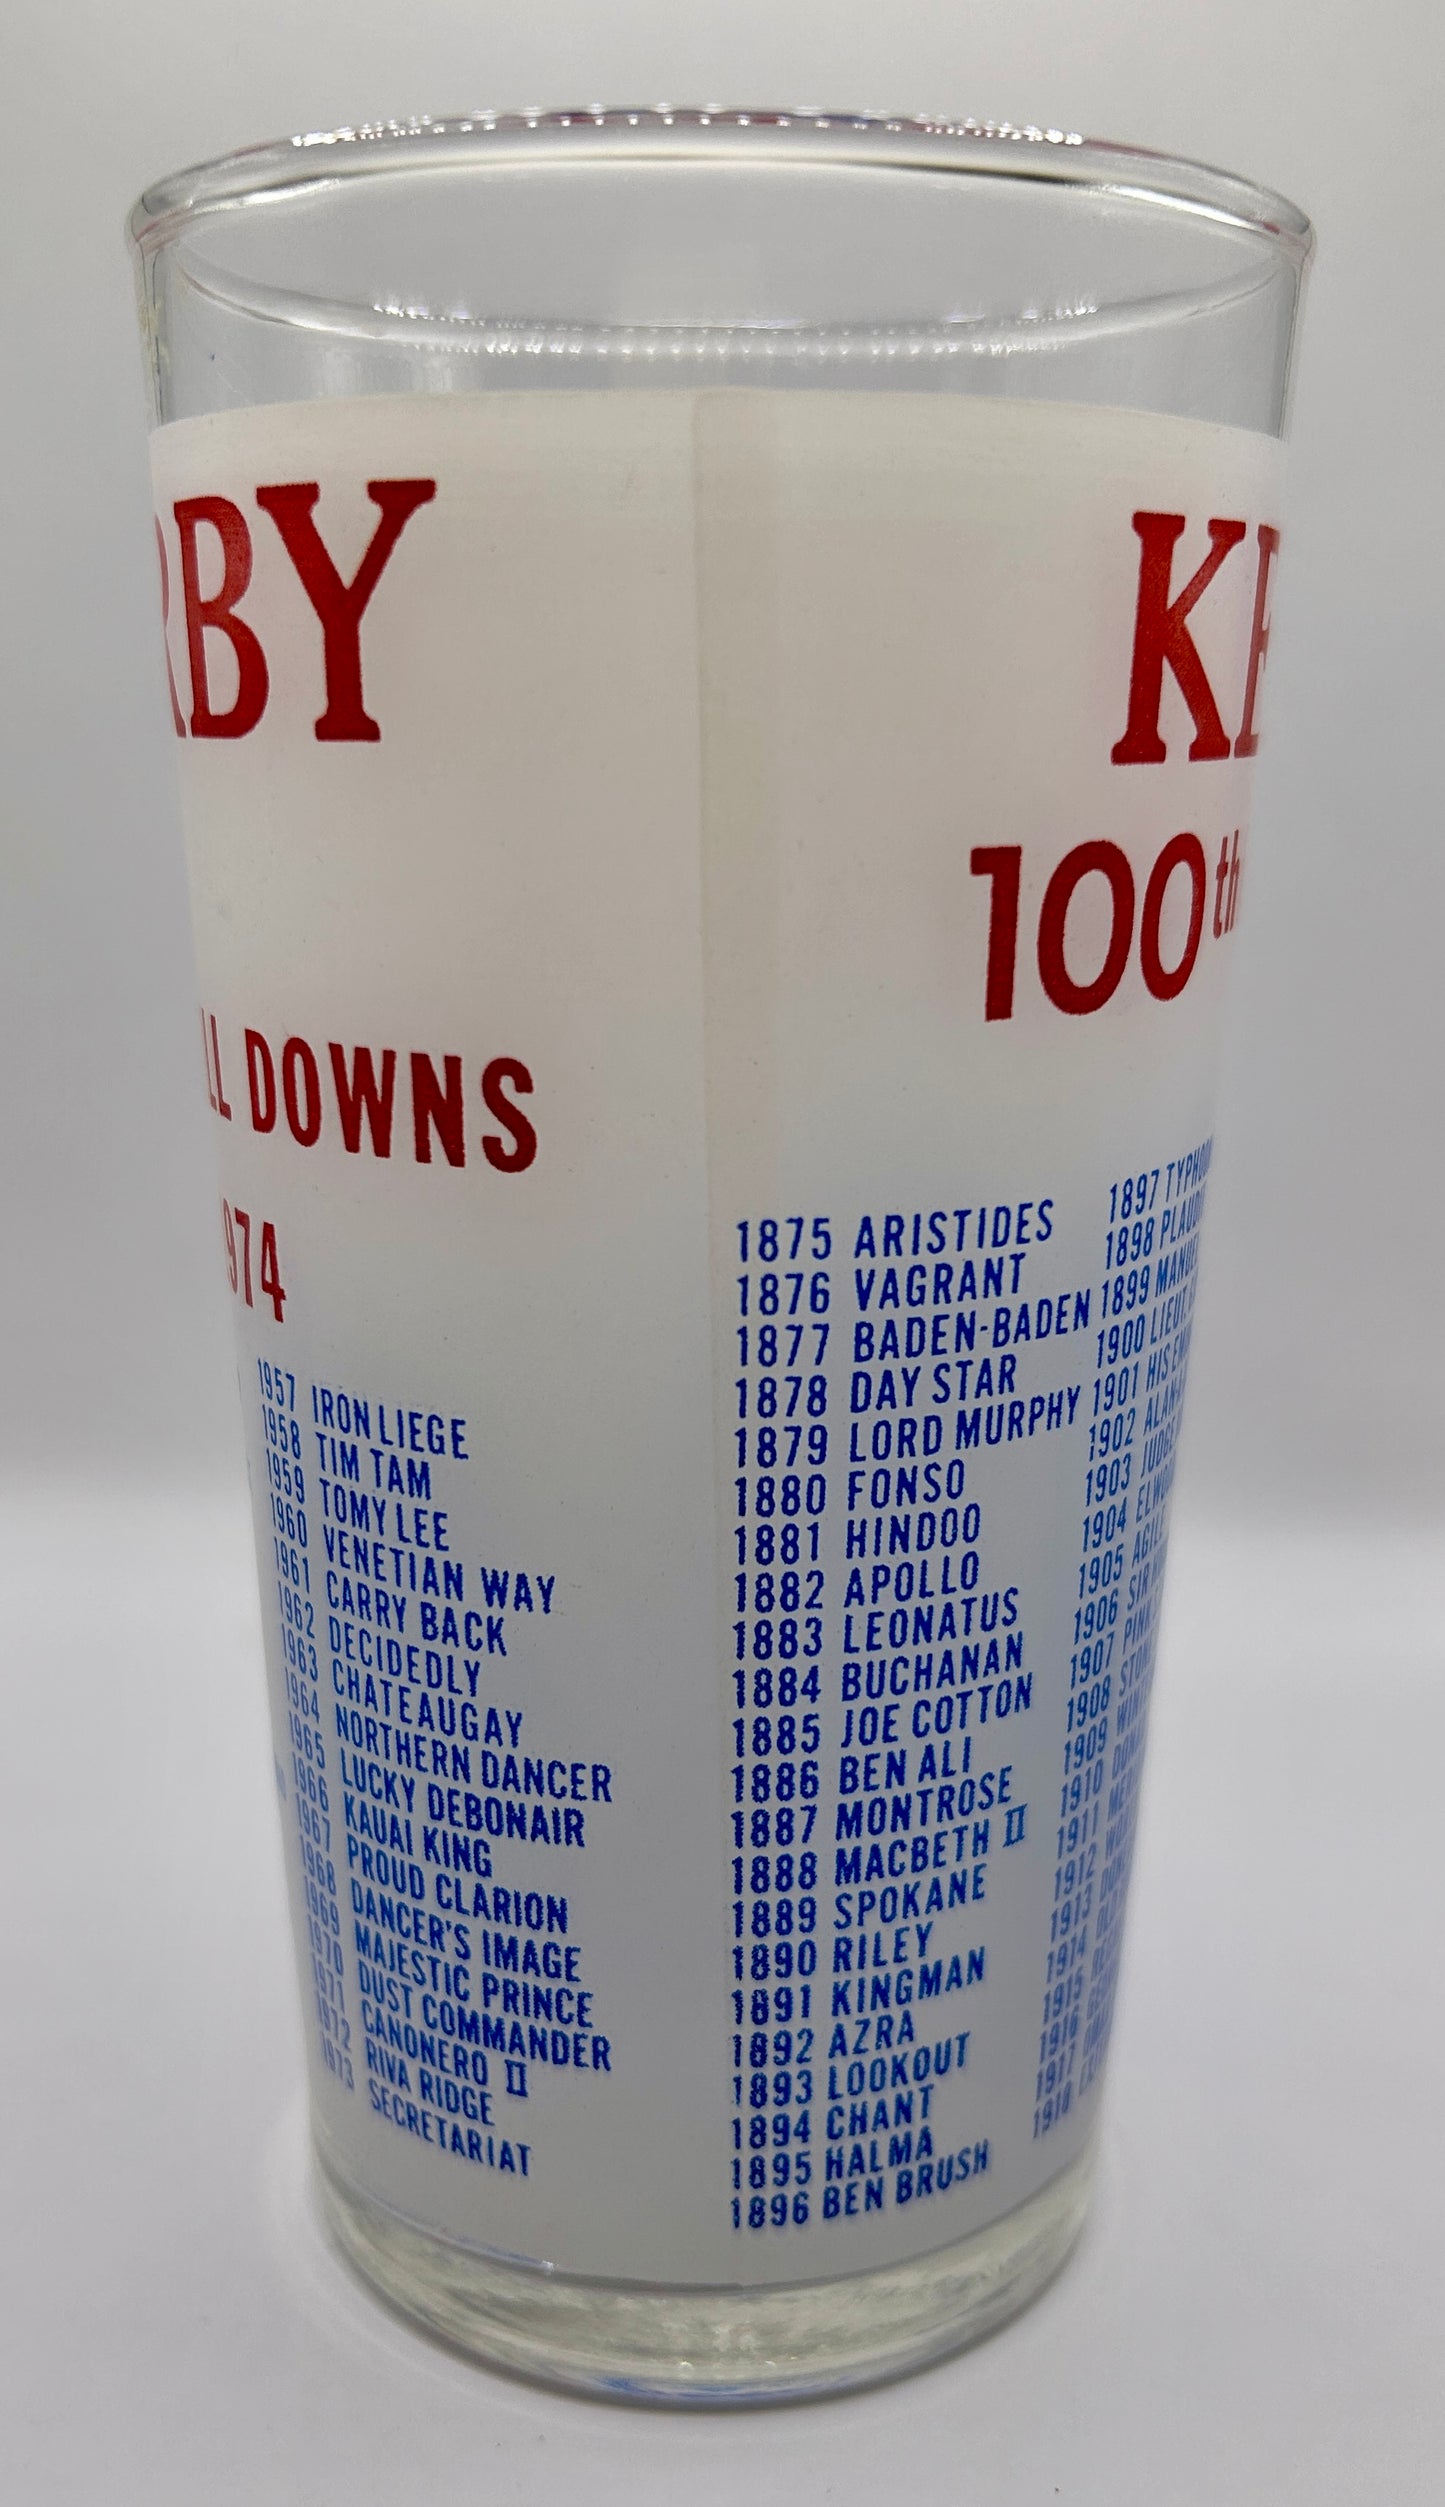 BY
DOWNS
974
1957 IRON LIEGE
1958 TIM TAM
1959 TOMY LEE
1960 VENETIAN WAY
1961 CARRY BACK
1962 DECIDEDLY
1963 CHATEAUGAY
1964 NORTHERN DANCER
1965 LUCKY DEBONAIR
1966 KAUAI KING
1967 PROUD CLARION
1968 DANCER'S IMAGE
1969 MAJESTIC PRINCE
1970 DUST COMMANDER
1971 CANONERO II
1972 RIVA RIDGE
1973 SECRETARIAT
KE
100th
1875 ARISTIDES
1876 VAGRANT
1877 BADEN-BADEN
1878 DAY STAR
1879 LORD MURPHY
1880 FONSO
1881 HINDOO
1882 APOLLO
1883 LEONATUS
1884 BUCHANAN
1885 JOE COTTON
1886 BEN ALI
1887 MONTROSE
1888 MACBETH II
1889 SPOKANE
1890 RILEY
1891 KINGMAN
1892 AZRA
1893 LOOKOUT
1894 CHANT
1895 HALMA
1896 BEN BRUSH
1897
1898
1899
1900 LIEUT.
1901 HIS
1902
1903
1904
1905
1906 SIR
1907
1908
1909
1910
1911
1912
1913
1914
1915
1916
1917
1918